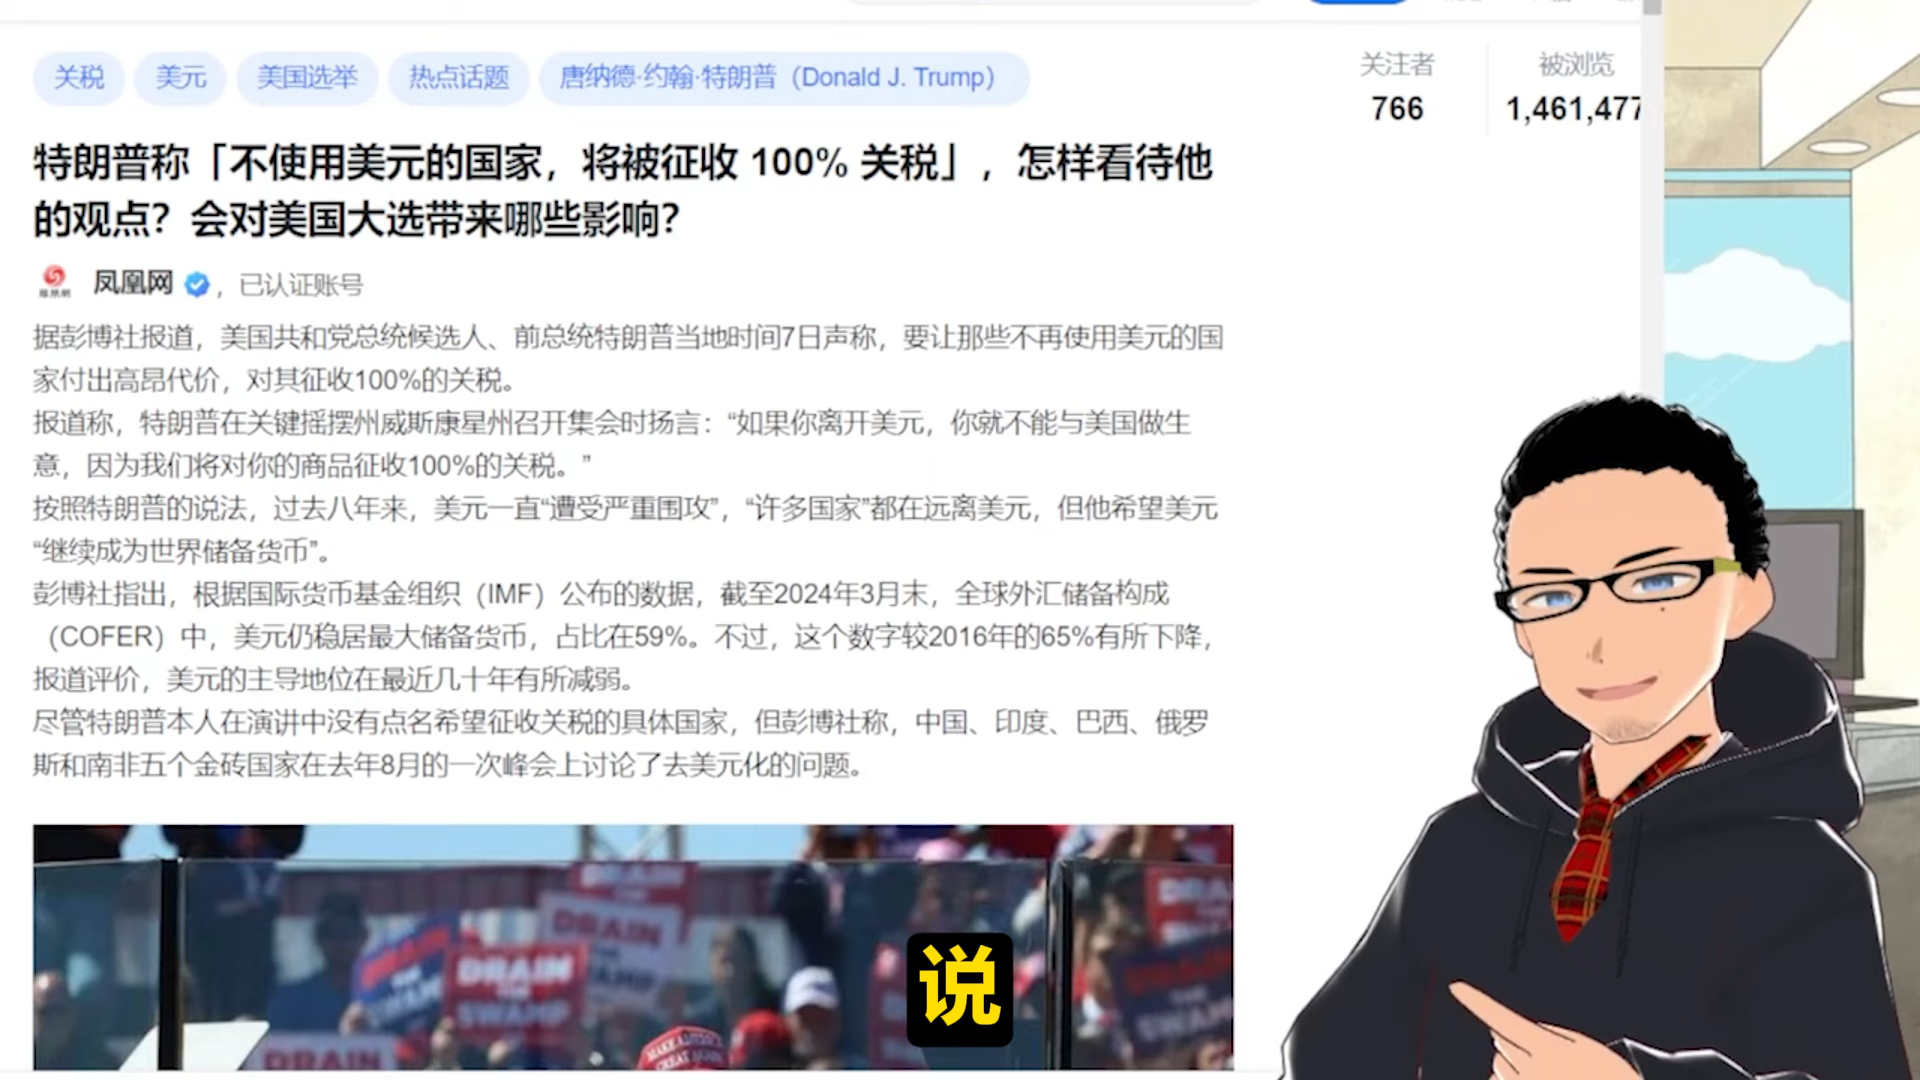 关税 美元 美国选举 热点话题 唐纳德·约翰·特朗普（Donald J. Trump）
关注者 被浏览
766 1,461,477
特朗普称「不使用美元的国家，将被征收 100% 关税」，怎样看待他
的观点？会对美国大选带来哪些影响？
凤凰网 ，已认证账号
据彭博社报道，美国共和党总统候选人、前总统特朗普当地时间7日声称，要让那些不再使用美元的国
家付出高昂代价，对其征收100%的关税。
报道称，特朗普在关键摇摆州威斯康星州召开集会时扬言：“如果你离开美元，你就不能与美国做生
意，因为我们将对你的商品征收100%的关税。”
按照特朗普的说法，过去八年来，美元一直“遭受严重围攻”，“许多国家”都在远离美元，但他希望美元
“继续成为世界储备货币”。
彭博社指出，根据国际货币基金组织（IMF）公布的数据，截至2024年3月末，全球外汇储备构成
（COFER）中，美元仍稳居最大储备货币，占比在59%。不过，这个数字较2016年的65%有所下降，
报道评价，美元的主导地位在最近几十年有所减弱。
尽管特朗普本人在演讲中没有点名希望征收关税的具体国家，但彭博社称，中国、印度、巴西、俄罗
斯和南非五个金砖国家在去年8月的一次峰会上讨论了去美元化的问题。
DRAIN
DRAIN
DRAIN
THE
SWAMP
DRAIN
MAKE AMERICA
GREAT AGAIN
说